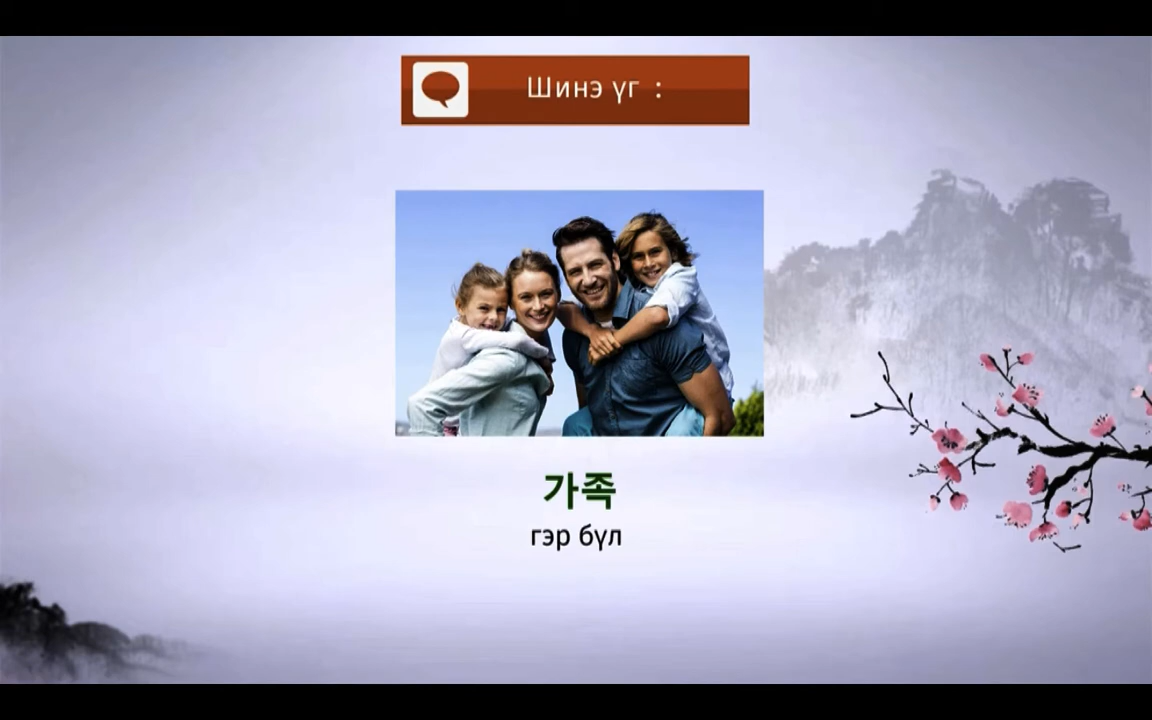 Шинэ үг :
가족
гэр бүл